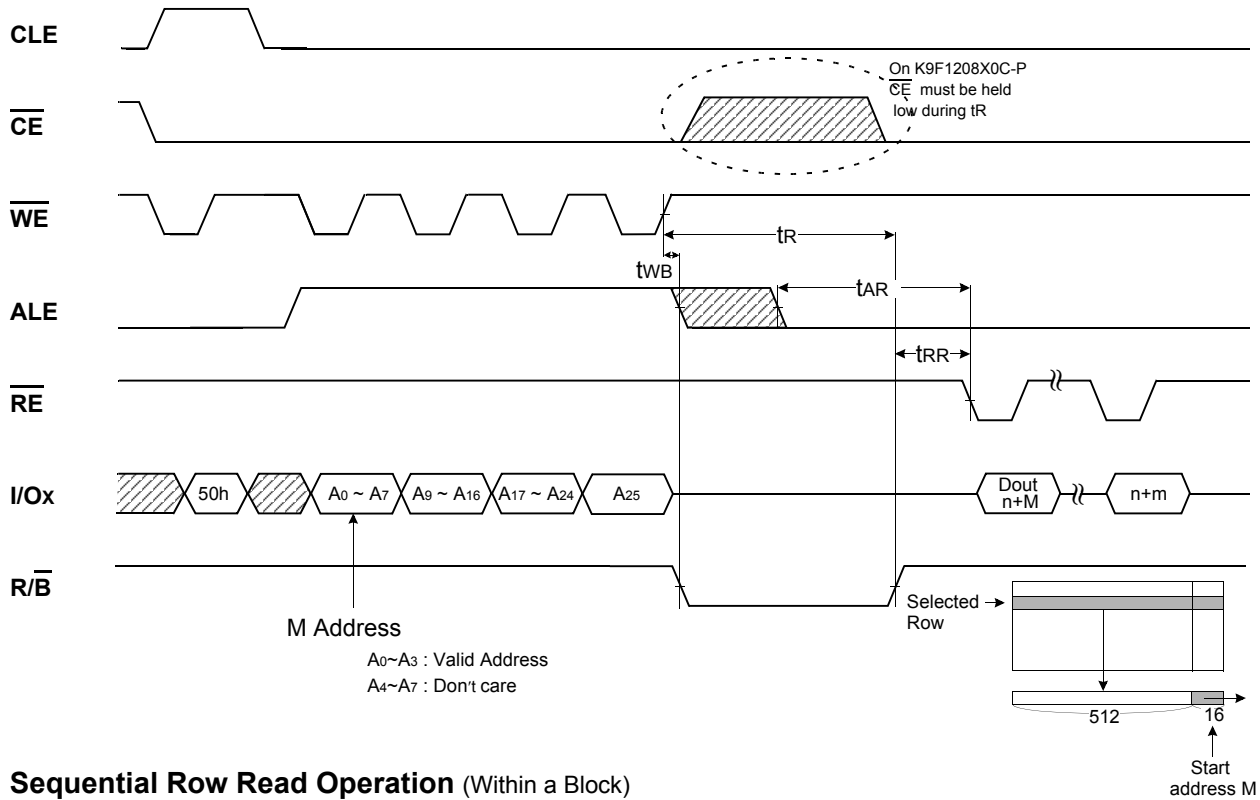 CLE
On K9F1208X0C-P
CE must be held
low during tR
CE
WE
tR
tWB
tAR
ALE
tRR
RE
I/Ox
50h
A0 ~ A7
A9 ~ A16
A17 ~ A24
A25
Dout
n+M
n+m
R/B
M Address
A0~A3 : Valid Address
A4~A7 : Don't care
Selected
Row
512
16
Start
address M
Sequential Row Read Operation (Within a Block)